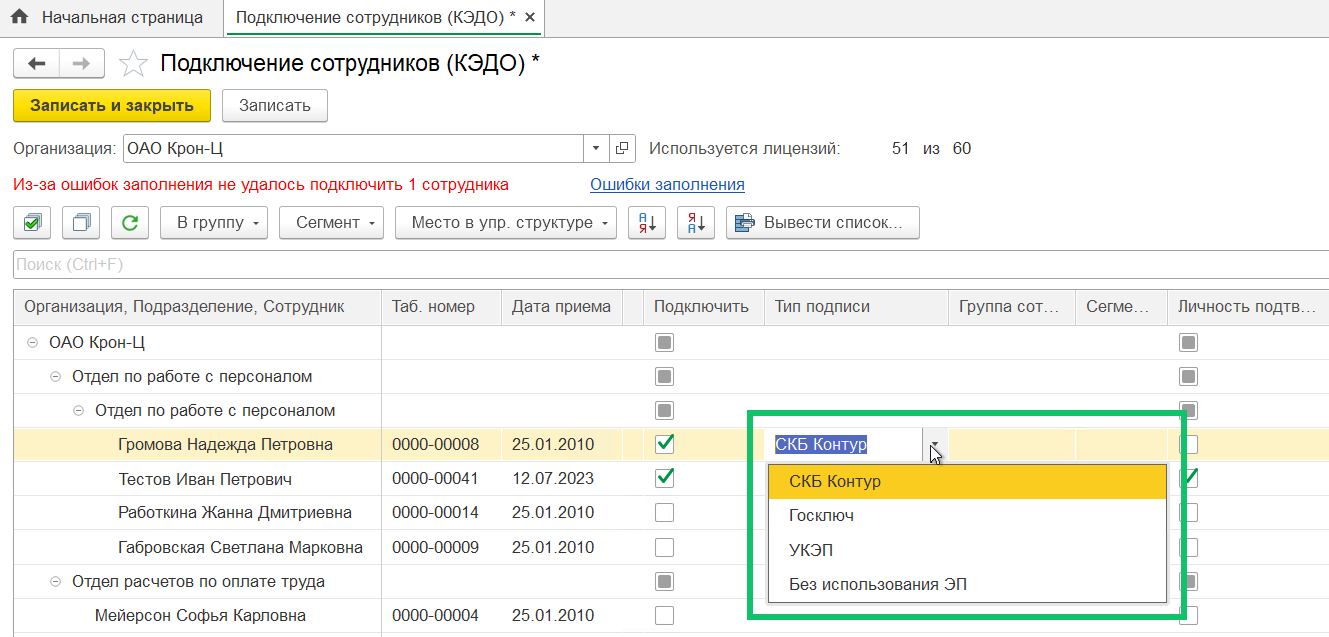 Начальная страница Подключение сотрудников (КЭДО) * ×
Подключение сотрудников (КЭДО) *
Записать и закрыть Записать
Организация: ОАО Крон-Ц Используется лицензий: 51 из 60
Из-за ошибок заполнения не удалось подключить 1 сотрудника Ошибки заполнения
В группу Сегмент Место в упр. структуре А Я Я А Вывести список...
Поиск (Ctrl+F)
Организация, Подразделение, Сотрудник Таб. номер Дата приема Подключить Тип подписи Группа сот... Сегме... Личность подтв...
ОАО Крон-Ц
Отдел по работе с персоналом
Отдел по работе с персоналом
Громова Надежда Петровна 0000-00008 25.01.2010 СКБ Контур
Тестов Иван Петрович 0000-00041 12.07.2023 СКБ Контур
Работкина Жанна Дмитриевна 0000-00014 25.01.2010 Госключ
Габровская Светлана Марковна 0000-00009 25.01.2010 УКЭП
Отдел расчетов по оплате труда Без использования ЭП
Мейерсон Софья Карловна 0000-00004 25.01.2010